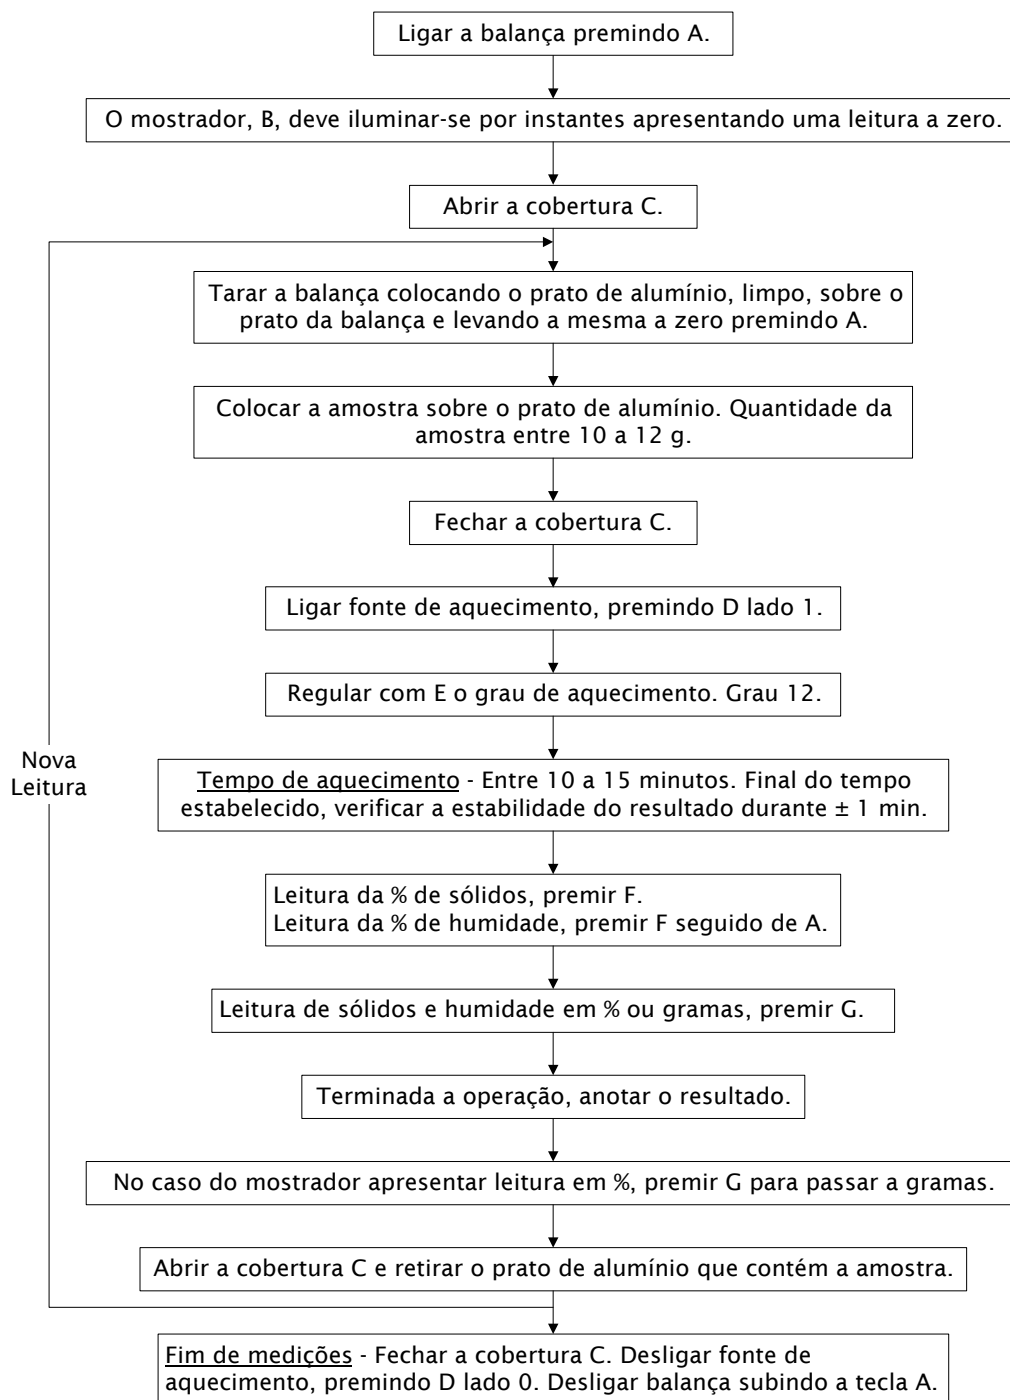 Ligar a balança premindo A.
O mostrador, B, deve iluminar-se por instantes apresentando uma leitura a zero.
Abrir a cobertura C.
Tarar a balança colocando o prato de alumínio, limpo, sobre o
prato da balança e levando a mesma a zero premindo A.
Colocar a amostra sobre o prato de alumínio. Quantidade da
amostra entre 10 a 12 g.
Fechar a cobertura C.
Ligar fonte de aquecimento, premindo D lado 1.
Regular com E o grau de aquecimento. Grau 12.
Nova
Leitura
Tempo de aquecimento - Entre 10 a 15 minutos. Final do tempo
estabelecido, verificar a estabilidade do resultado durante ± 1 min.
Leitura da % de sólidos, premir F.
Leitura da % de humidade, premir F seguido de A.
Leitura de sólidos e humidade em % ou gramas, premir G.
Terminada a operação, anotar o resultado.
No caso do mostrador apresentar leitura em %, premir G para passar a gramas.
Abrir a cobertura C e retirar o prato de alumínio que contém a amostra.
Fim de medições - Fechar a cobertura C. Desligar fonte de
aquecimento, premindo D lado 0. Desligar balança subindo a tecla A.